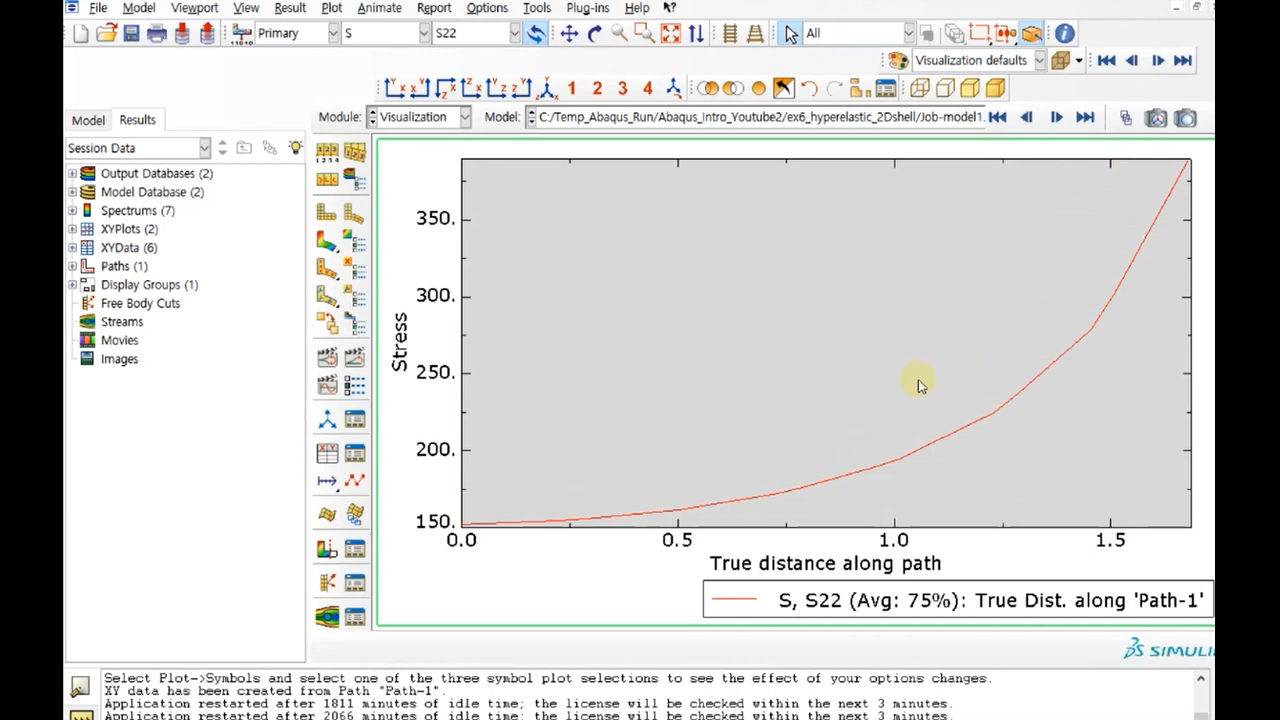 File Model Viewport View Result Plot Animate Report Options Tools Plug-ins Help
Primary S S22 All
Visualization defaults
1 2 3 4
Model Results
Module: Visualization Model: C:/Temp_Abaqus_Run/Abaqus_Intro_Youtube2/ex6_hyperelastic_2Dshell/Job-model1.
Session Data
Output Databases (2)
Model Database (2)
Spectrums (7)
XYPlots (2)
XYData (6)
Paths (1)
Display Groups (1)
Free Body Cuts
Streams
Movies
Images
350.
300.
250.
200.
150.
Stress
0.0 0.5 1.0 1.5
True distance along path
S, S22 (Avg: 75%): True Dist. along 'Path-1'
SIMULI
Select Plot->Symbols and select one of the three symbol plot selections to see the effect of your options changes.
XY data has been created from Path "Path-1".
Application restarted after 1811 minutes of idle time; the license will be checked within the next 3 minutes.
Application restarted after 2066 minutes of idle time; the license will be checked within the next 3 minutes.